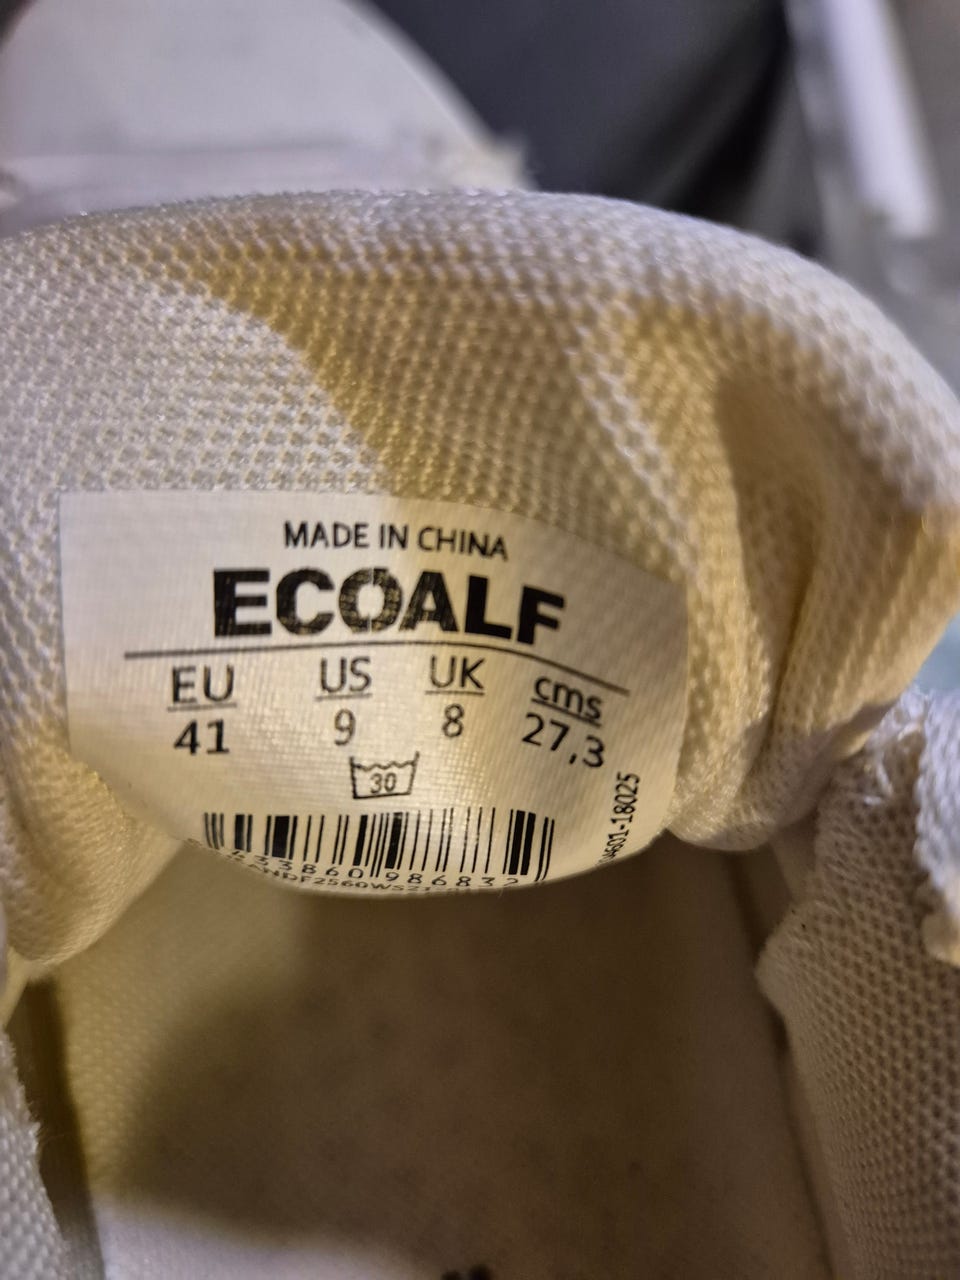 MADE IN CHINA
ECOALF
EU US UK cms
41 9 8 27,3
30